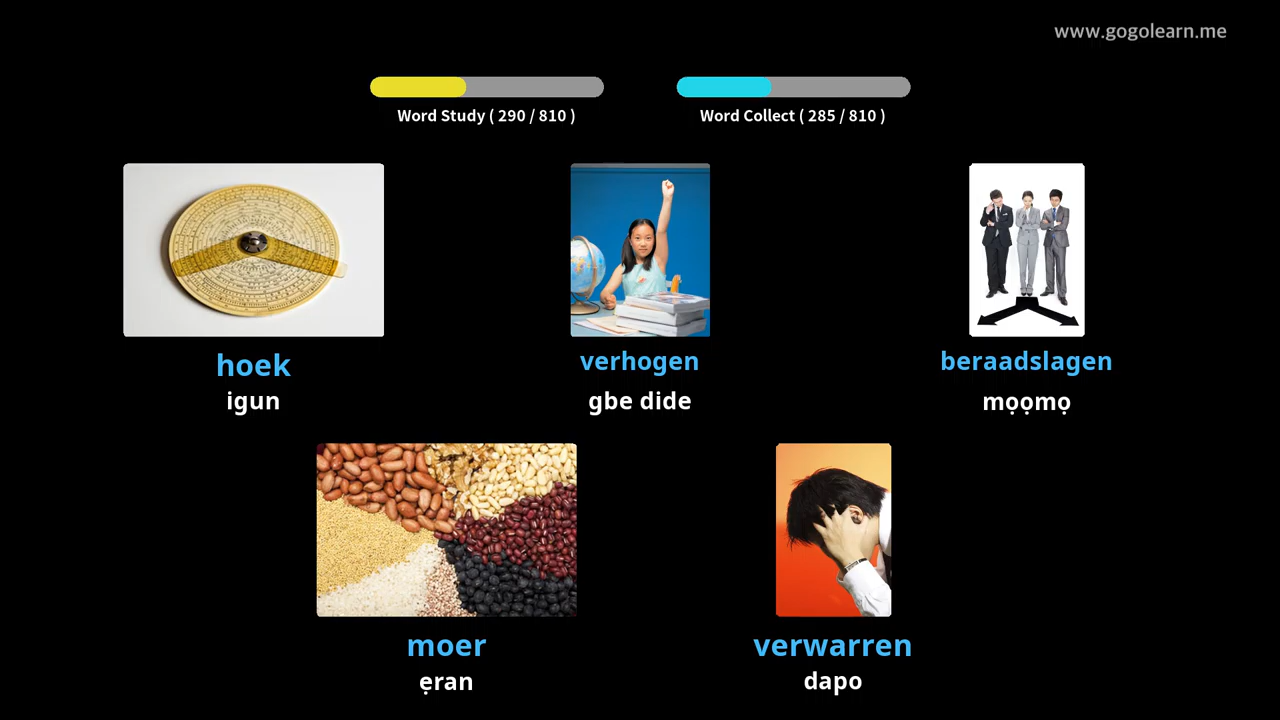 www.gogolearn.me
Word Study ( 290 / 810 )
Word Collect ( 285 / 810 )
hoek
igun
verhogen
gbe dide
beraadslagen
mọọmọ
moer
ẹran
verwarren
dapo